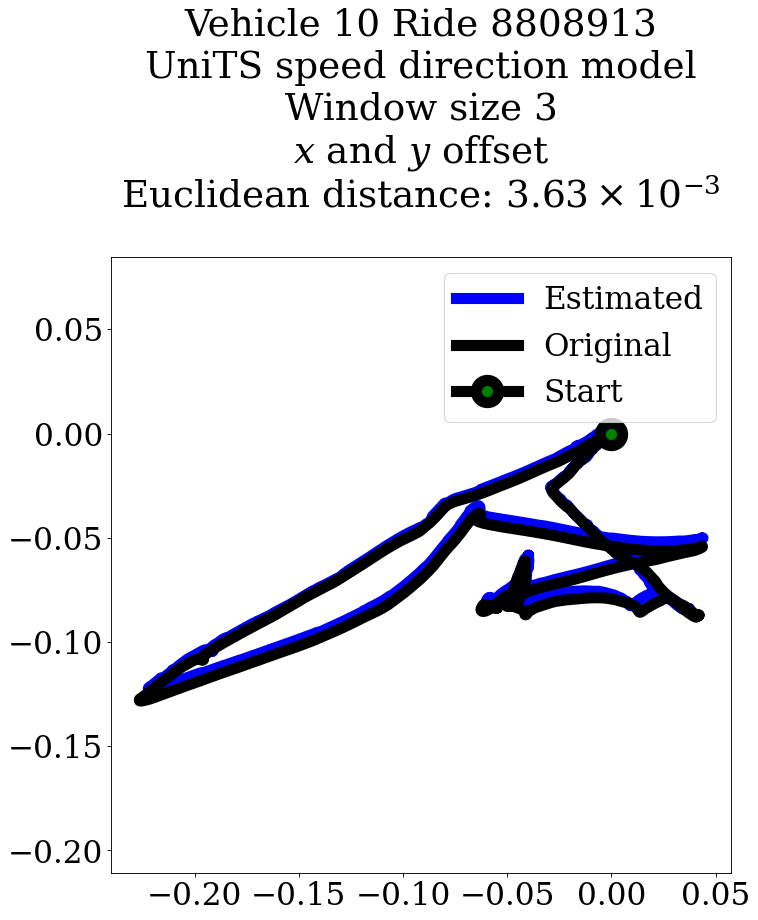 Vehicle 10 Ride 8808913
UniTS speed direction model
Window size 3
x and y offset
Euclidean distance: 3.63 × 10⁻³
Estimated
Original
Start
0.05
0.00
−0.05
−0.10
−0.15
−0.20
−0.20 −0.15 −0.10 −0.05 0.00 0.05